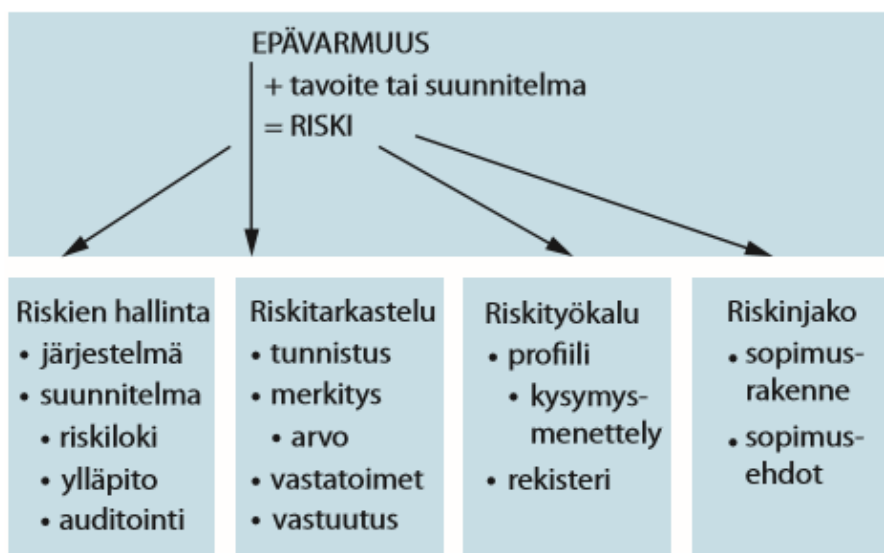 EPÄVARMUUS
+ tavoite tai suunnitelma
= RISKI
Riskien hallinta
• järjestelmä
• suunnitelma
• riskiloki
• ylläpito
• auditointi
Riskitarkastelu
• tunnistus
• merkitys
• arvo
• vastatoimet
• vastuutus
Riskityökalu
• profiili
• kysymys-
menettely
• rekisteri
Riskinjako
• sopimus-
rakenne
• sopimus-
ehdot